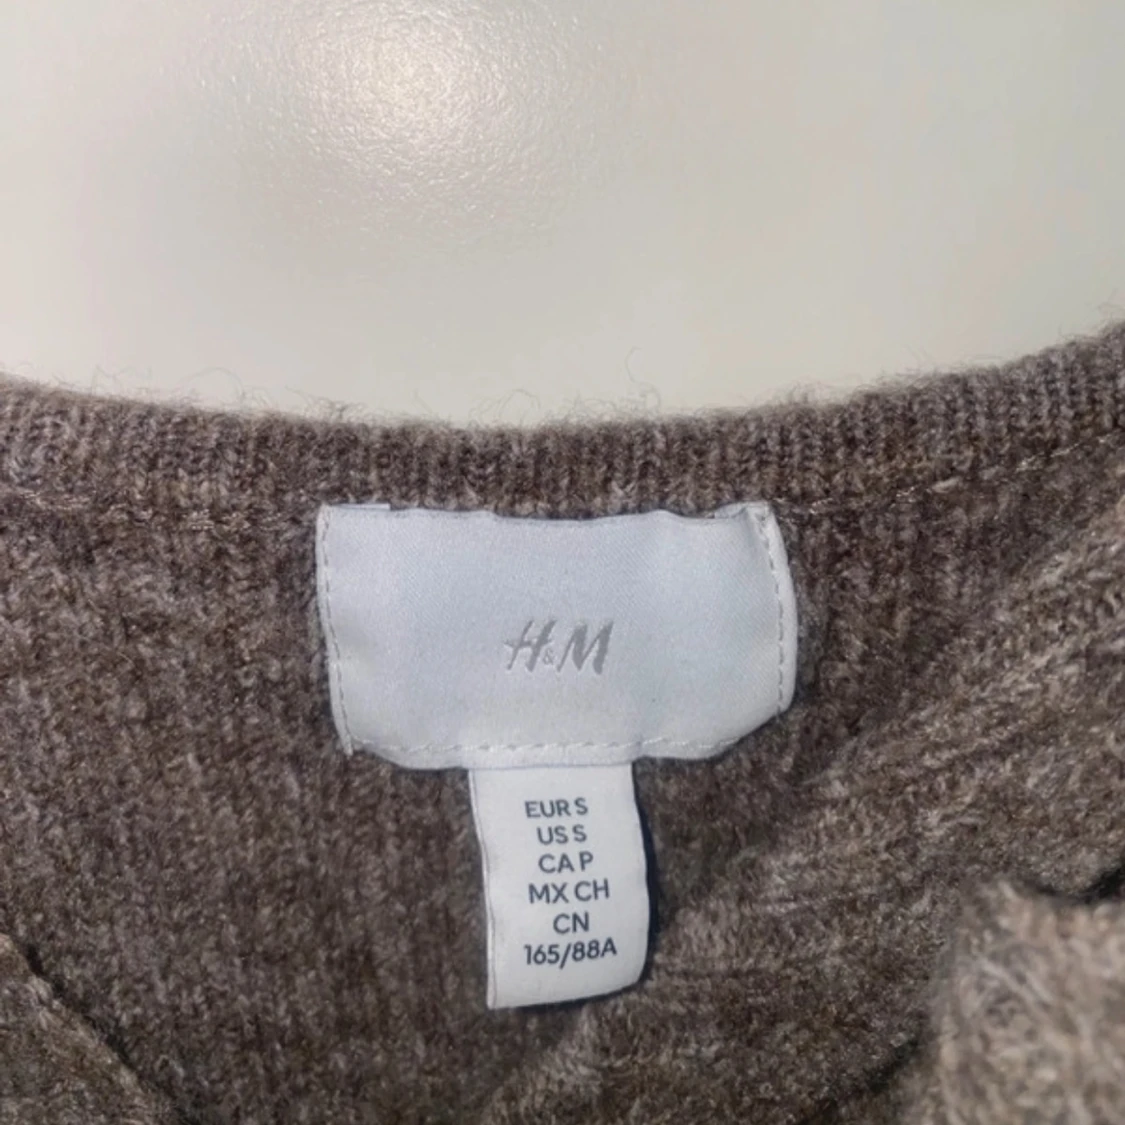 H&M
EUR S
US S
CA P
MX CH
CN
165/88A